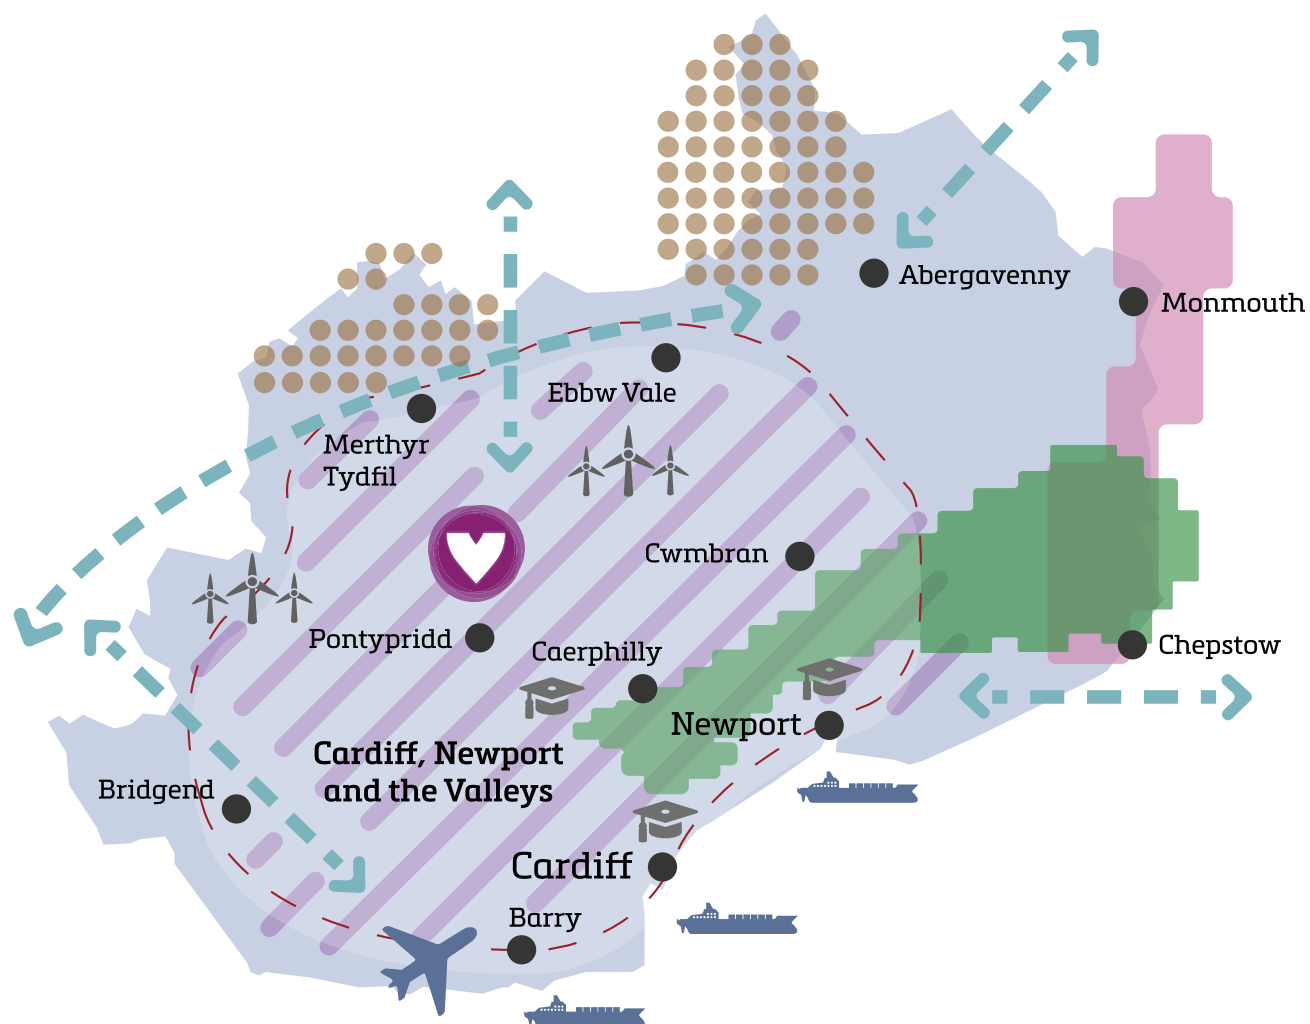 Abergavenny
Monmouth
Ebbw Vale
Merthyr
Tydfil
Cwmbran
Pontypridd
Caerphilly
Chepstow
Newport
Cardiff, Newport
and the Valleys
Bridgend
Cardiff
Barry